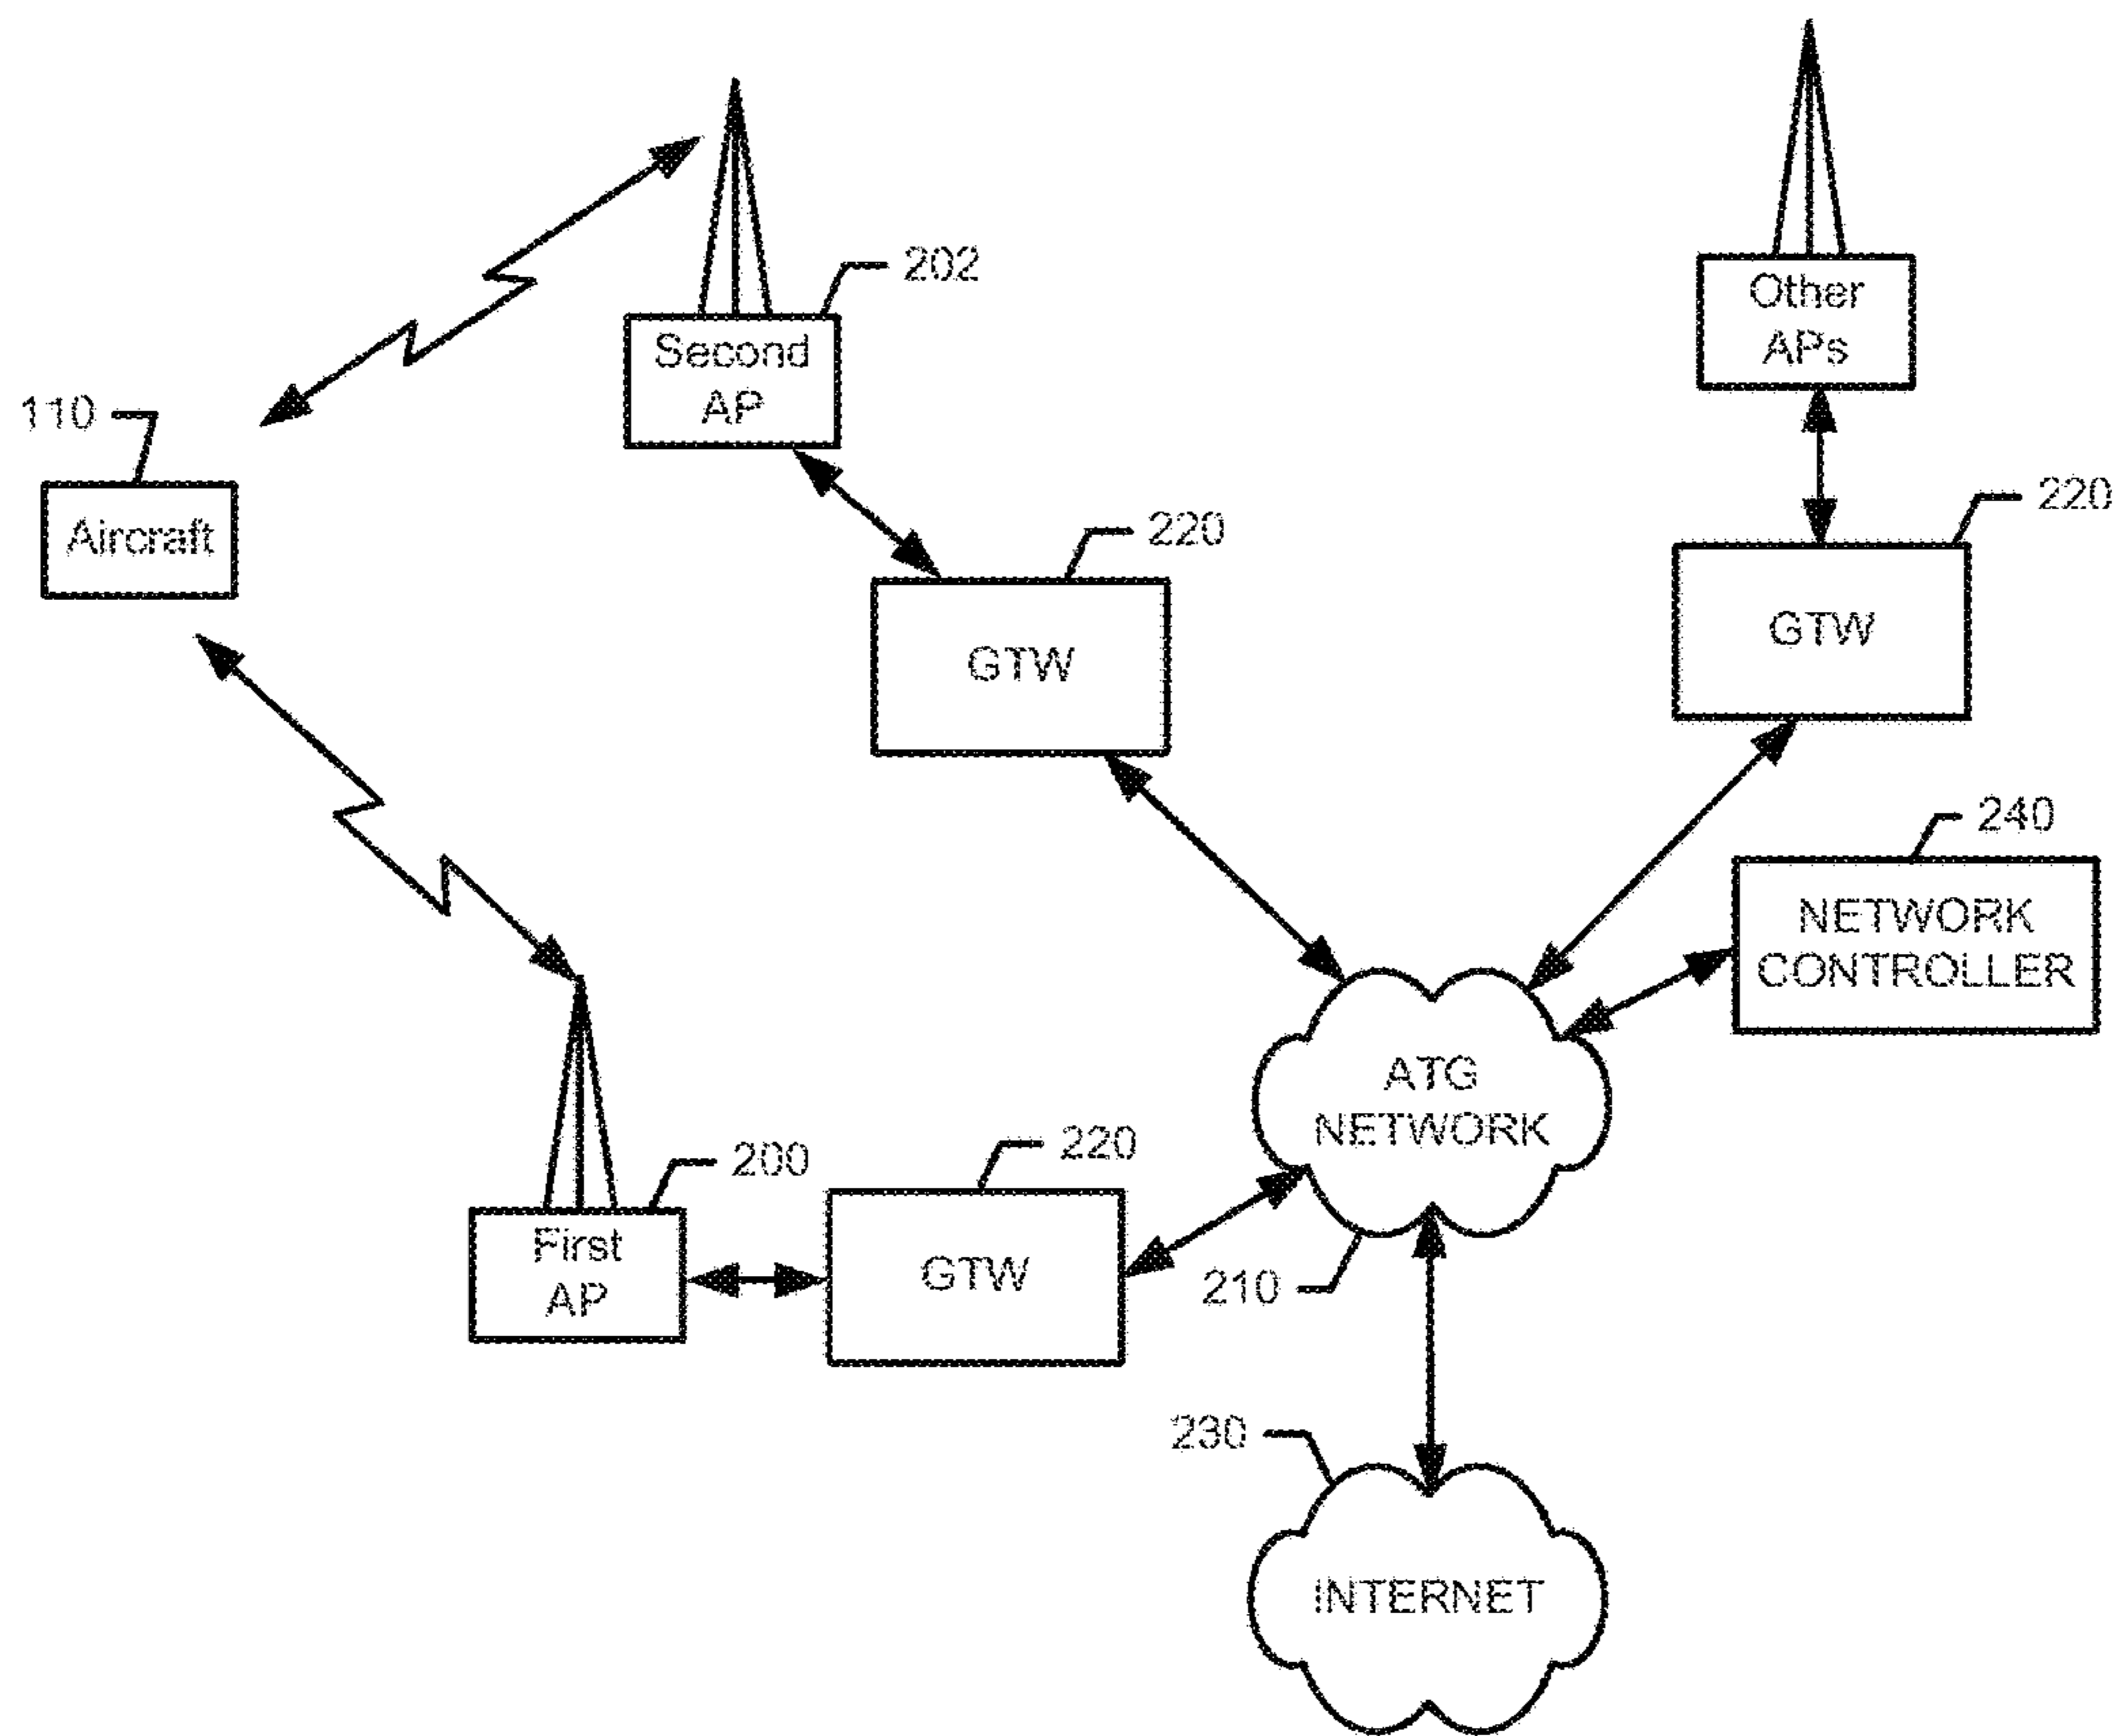 202
Second
AP
Other
APs
110
Aircraft
220
GTW
220
GTW
240
NETWORK
CONTROLLER
ATG
NETWORK
200
First
AP
220
GTW
210
230
INTERNET